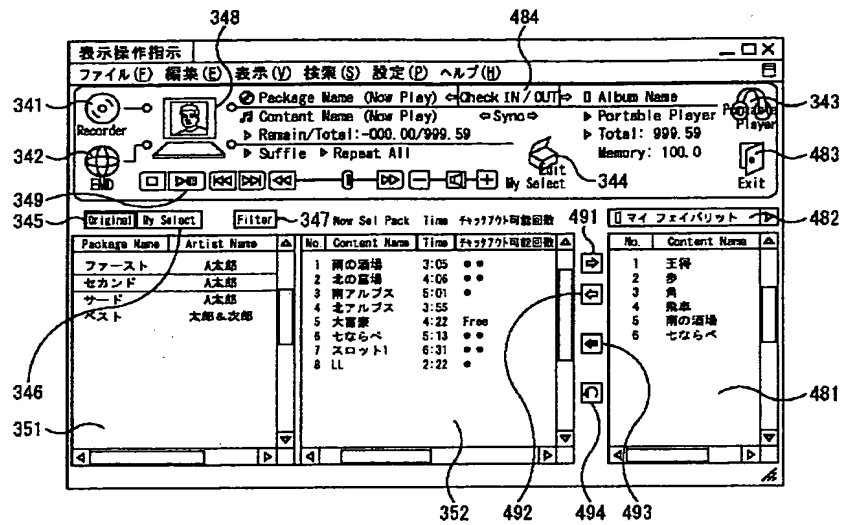 348 484
表示操作指示
ファイル(F) 編集(E) 表示(V) 検索(S) 設定(P) ヘルプ(H)
341 Recorder
342 EMD
349
Package Name (Now Play) ⇦ Check IN / OUT ⇨ Album Name
Content Name (Now Play) ⇦Sync⇨ Portable Player
Remain/Total:-000.00/999.59 Total: 999.59
Suffle Repeat All Memory: 100.0
Edit
My Select 344
Portable Player 343
Exit 483
345 Original My Select Filter 347 Now Sel Pack Time チェックアウト可能回数 491 マイ フェイバリット 482
Package Name Artist Name
ファースト A太郎
セカンド A太郎
サード A太郎
ベスト 太郎&次郎
346
351
No. Content Name Time チェックアウト可能回数
1 南の酒場 3:05 ●●
2 北の酒場 4:06 ●●
3 南アルプス 5:01 ●
4 北アルプス 3:55
5 大富豪 4:22 Free
6 七ならべ 5:13 ●●
7 スロット1 6:31 ●●
8 LL 2:22 ●
No. Content Name
1 王将
2 歩
3 角
4 飛車
5 南の酒場
6 七ならべ
481
352 492 494 493